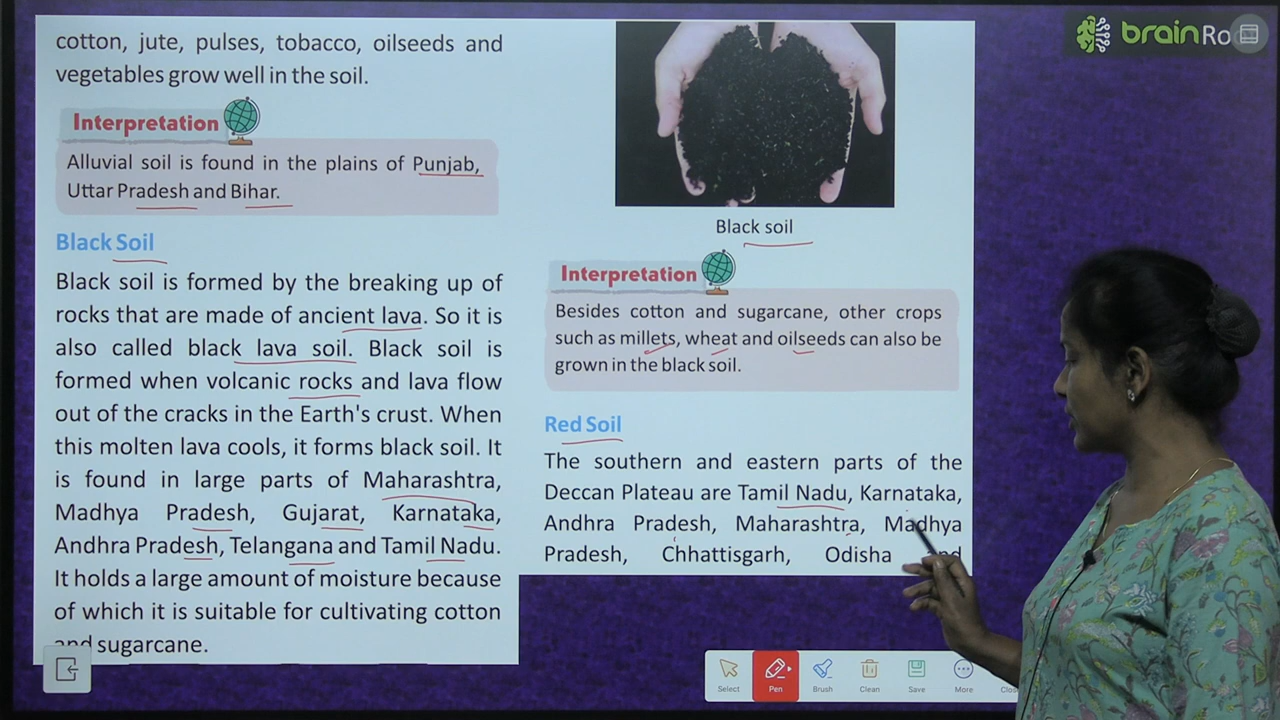 cotton, jute, pulses, tobacco, oilseeds and
vegetables grow well in the soil.
Interpretation
Alluvial soil is found in the plains of Punjab,
Uttar Pradesh and Bihar.
Black Soil
Black soil is formed by the breaking up of
rocks that are made of ancient lava. So it is
also called black lava soil. Black soil is
formed when volcanic rocks and lava flow
out of the cracks in the Earth's crust. When
this molten lava cools, it forms black soil. It
is found in large parts of Maharashtra,
Madhya Pradesh, Gujarat, Karnataka,
Andhra Pradesh, Telangana and Tamil Nadu.
It holds a large amount of moisture because
of which it is suitable for cultivating cotton
and sugarcane.
Black soil
Interpretation
Besides cotton and sugarcane, other crops
such as millets, wheat and oilseeds can also be
grown in the black soil.
Red Soil
The southern and eastern parts of the
Deccan Plateau are Tamil Nadu, Karnataka,
Andhra Pradesh, Maharashtra, Madhya
Pradesh, Chhattisgarh, Odisha and
brain
Select
Pen
Brush
Clean
Save
More